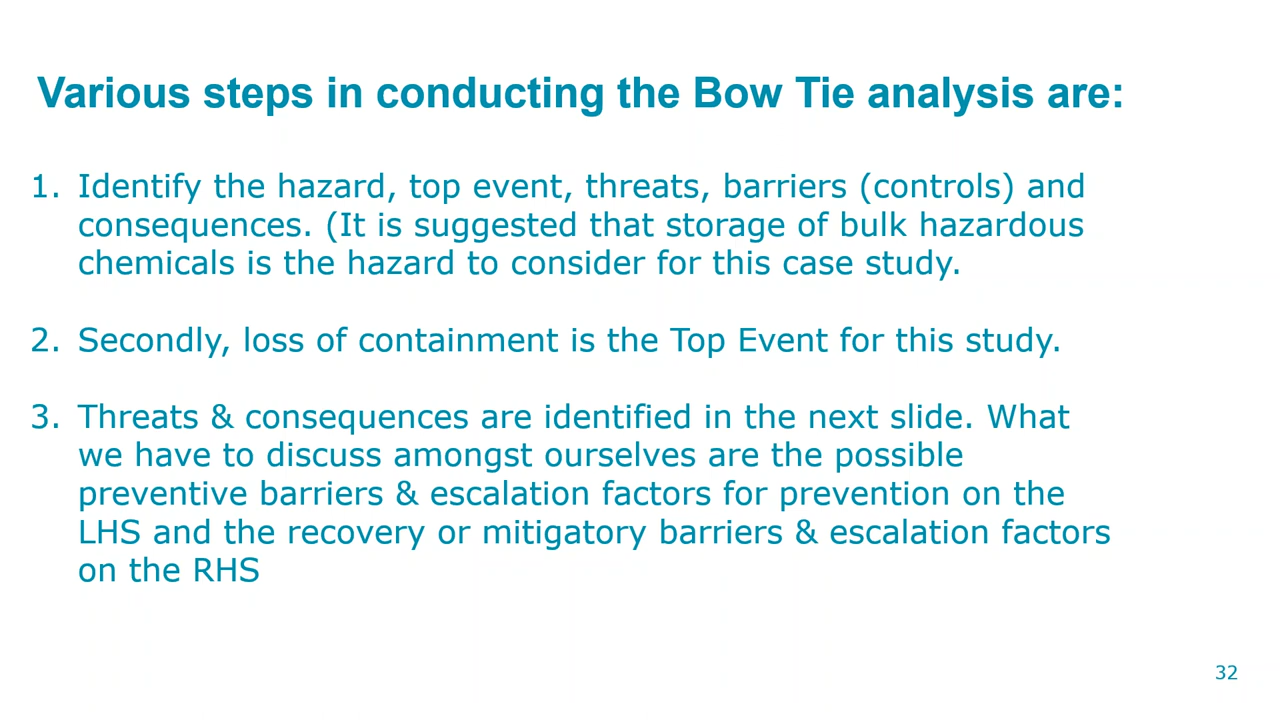 Various steps in conducting the Bow Tie analysis are:
1. Identify the hazard, top event, threats, barriers (controls) and
consequences. (It is suggested that storage of bulk hazardous
chemicals is the hazard to consider for this case study.
2. Secondly, loss of containment is the Top Event for this study.
3. Threats & consequences are identified in the next slide. What
we have to discuss amongst ourselves are the possible
preventive barriers & escalation factors for prevention on the
LHS and the recovery or mitigatory barriers & escalation factors
on the RHS
32